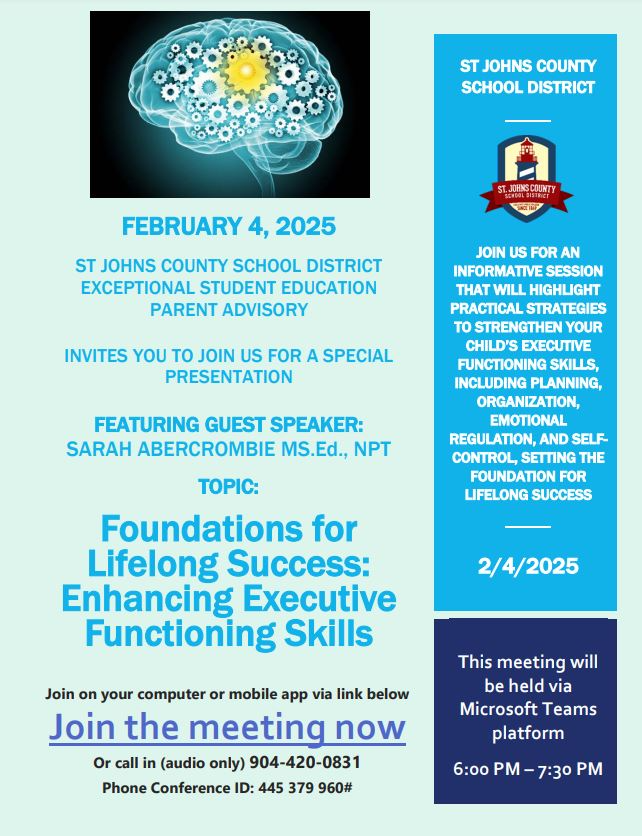 FEBRUARY 4, 2025
ST JOHNS COUNTY SCHOOL DISTRICT
EXCEPTIONAL STUDENT EDUCATION
PARENT ADVISORY
INVITES YOU TO JOIN US FOR A SPECIAL
PRESENTATION
FEATURING GUEST SPEAKER:
SARAH ABERCROMBIE MS.Ed., NPT
TOPIC:
Foundations for
Lifelong Success:
Enhancing Executive
Functioning Skills
Join on your computer or mobile app via link below
Join the meeting now
Or call in (audio only) 904-420-0831
Phone Conference ID: 445 379 960#
ST JOHNS COUNTY
SCHOOL DISTRICT
ST. JOHNS COUNTY
SCHOOL DISTRICT
JOIN US FOR AN
INFORMATIVE SESSION
THAT WILL HIGHLIGHT
PRACTICAL STRATEGIES
TO STRENGTHEN YOUR
CHILD'S EXECUTIVE
FUNCTIONING SKILLS,
INCLUDING PLANNING,
ORGANIZATION,
EMOTIONAL
REGULATION, AND SELF-
CONTROL, SETTING THE
FOUNDATION FOR
LIFELONG SUCCESS
2/4/2025
This meeting will
be held via
Microsoft Teams
platform
6:00 PM – 7:30 PM